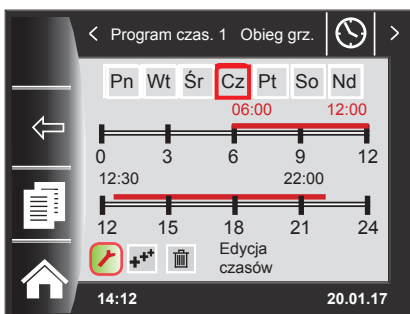 Program czas. 1 Obieg grz.
Pn Wt Śr Cz Pt So Nd
06:00 12:00
0 3 6 9 12
12:30 22:00
12 15 18 21 24
Edycja
czasów
14:12 20.01.17